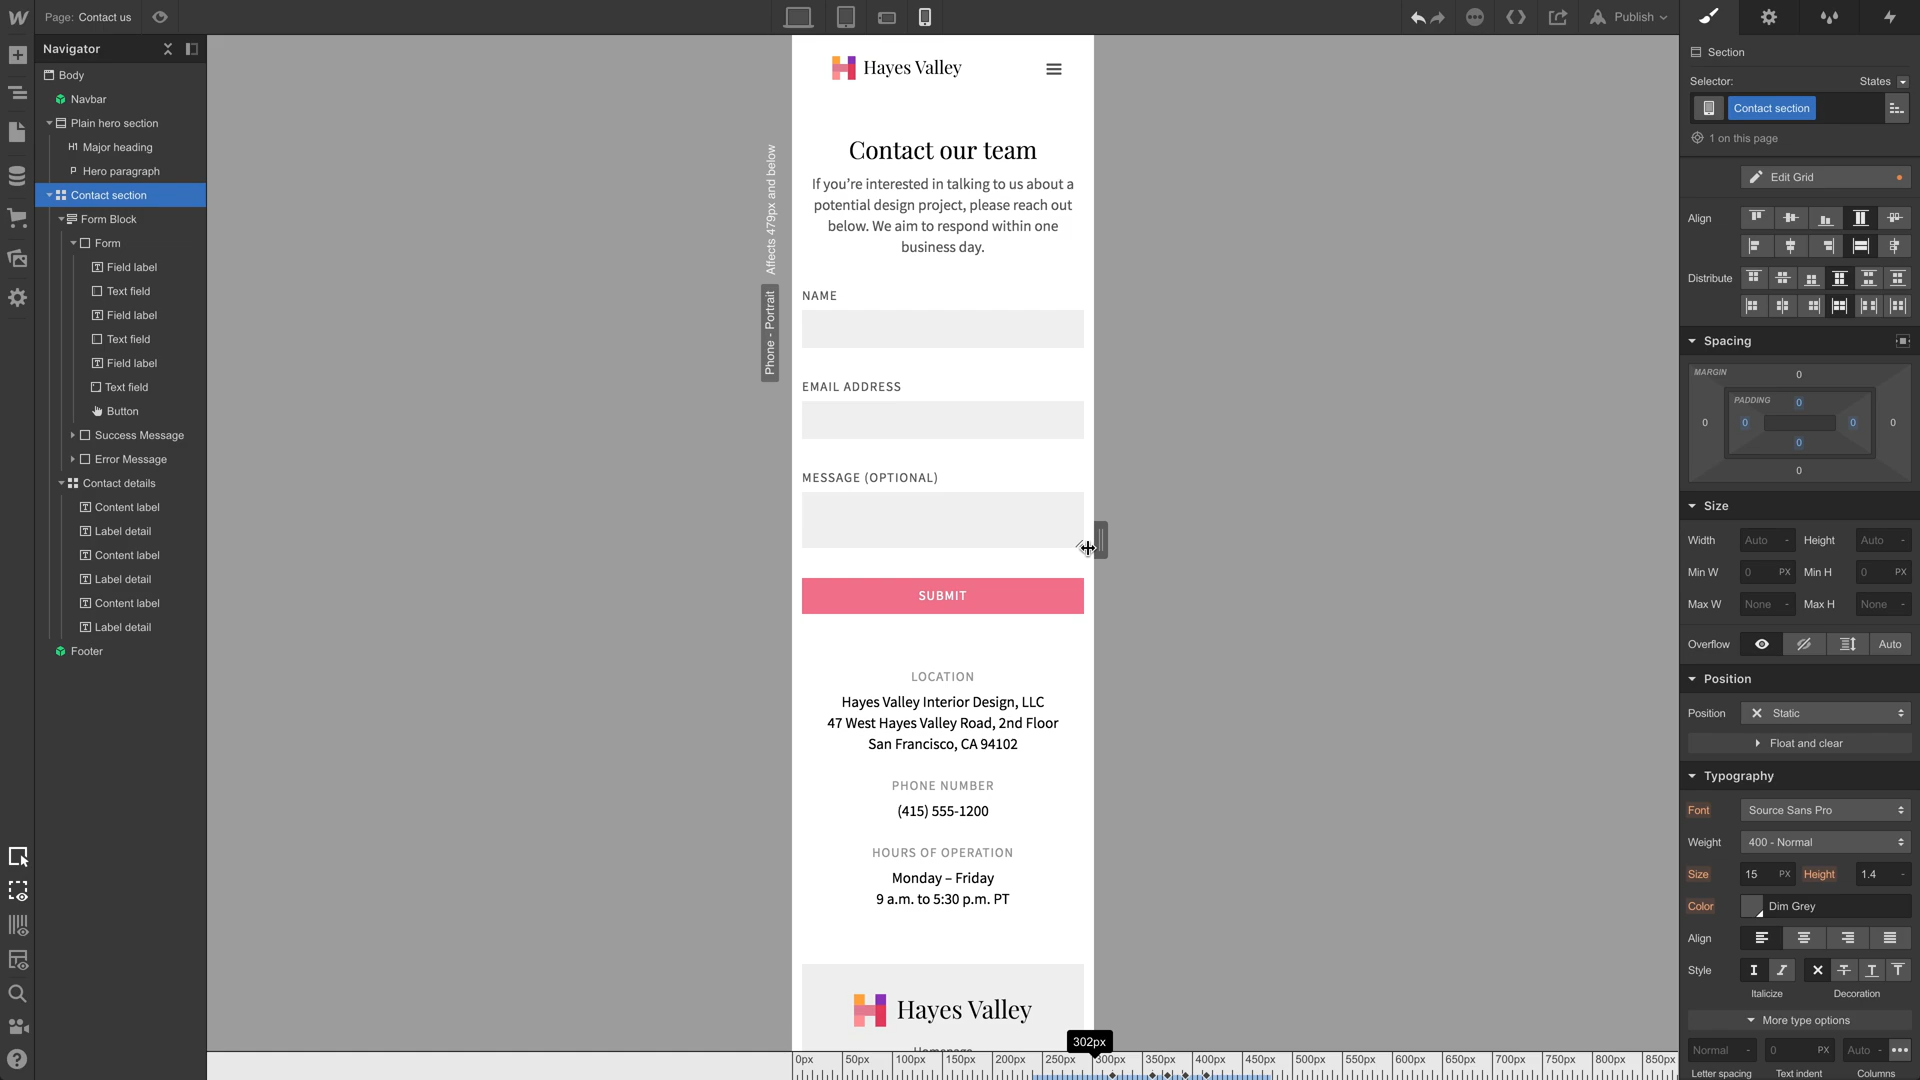 Page: Contact us
Publish
Navigator
Body
Navbar
Plain hero section
H1 Major heading
P Hero paragraph
Contact section
Form Block
Form
Field label
Text field
Field label
Text field
Field label
Text field
Button
Success Message
Error Message
Contact details
Content label
Label detail
Content label
Label detail
Content label
Label detail
Footer
Affects 479px and below
Phone - Portrait
Hayes Valley
Contact our team
If you’re interested in talking to us about a
potential design project, please reach out
below. We aim to respond within one
business day.
NAME
EMAIL ADDRESS
MESSAGE (OPTIONAL)
SUBMIT
LOCATION
Hayes Valley Interior Design, LLC
47 West Hayes Valley Road, 2nd Floor
San Francisco, CA 94102
PHONE NUMBER
(415) 555-1200
HOURS OF OPERATION
Monday – Friday
9 a.m. to 5:30 p.m. PT
Hayes Valley
Homepage
302px
0px 50px 100px 150px 200px 250px 300px 350px 400px 450px 500px 550px 600px 650px 700px 750px 800px 850px
Section
Selector: States
Contact section
1 on this page
Edit Grid
Align
Distribute
Spacing
MARGIN 0
PADDING 0
0 0 0 0
0
0
Size
Width Auto - Height Auto -
Min W 0 PX Min H 0 PX
Max W None - Max H None -
Overflow Auto
Position
Position Static
Float and clear
Typography
Font Source Sans Pro
Weight 400 - Normal
Size 15 PX Height 1.4 -
Color Dim Grey
Align
Style
Italicize Decoration
More type options
Normal - 0 PX Auto -
Letter spacing Text indent Columns